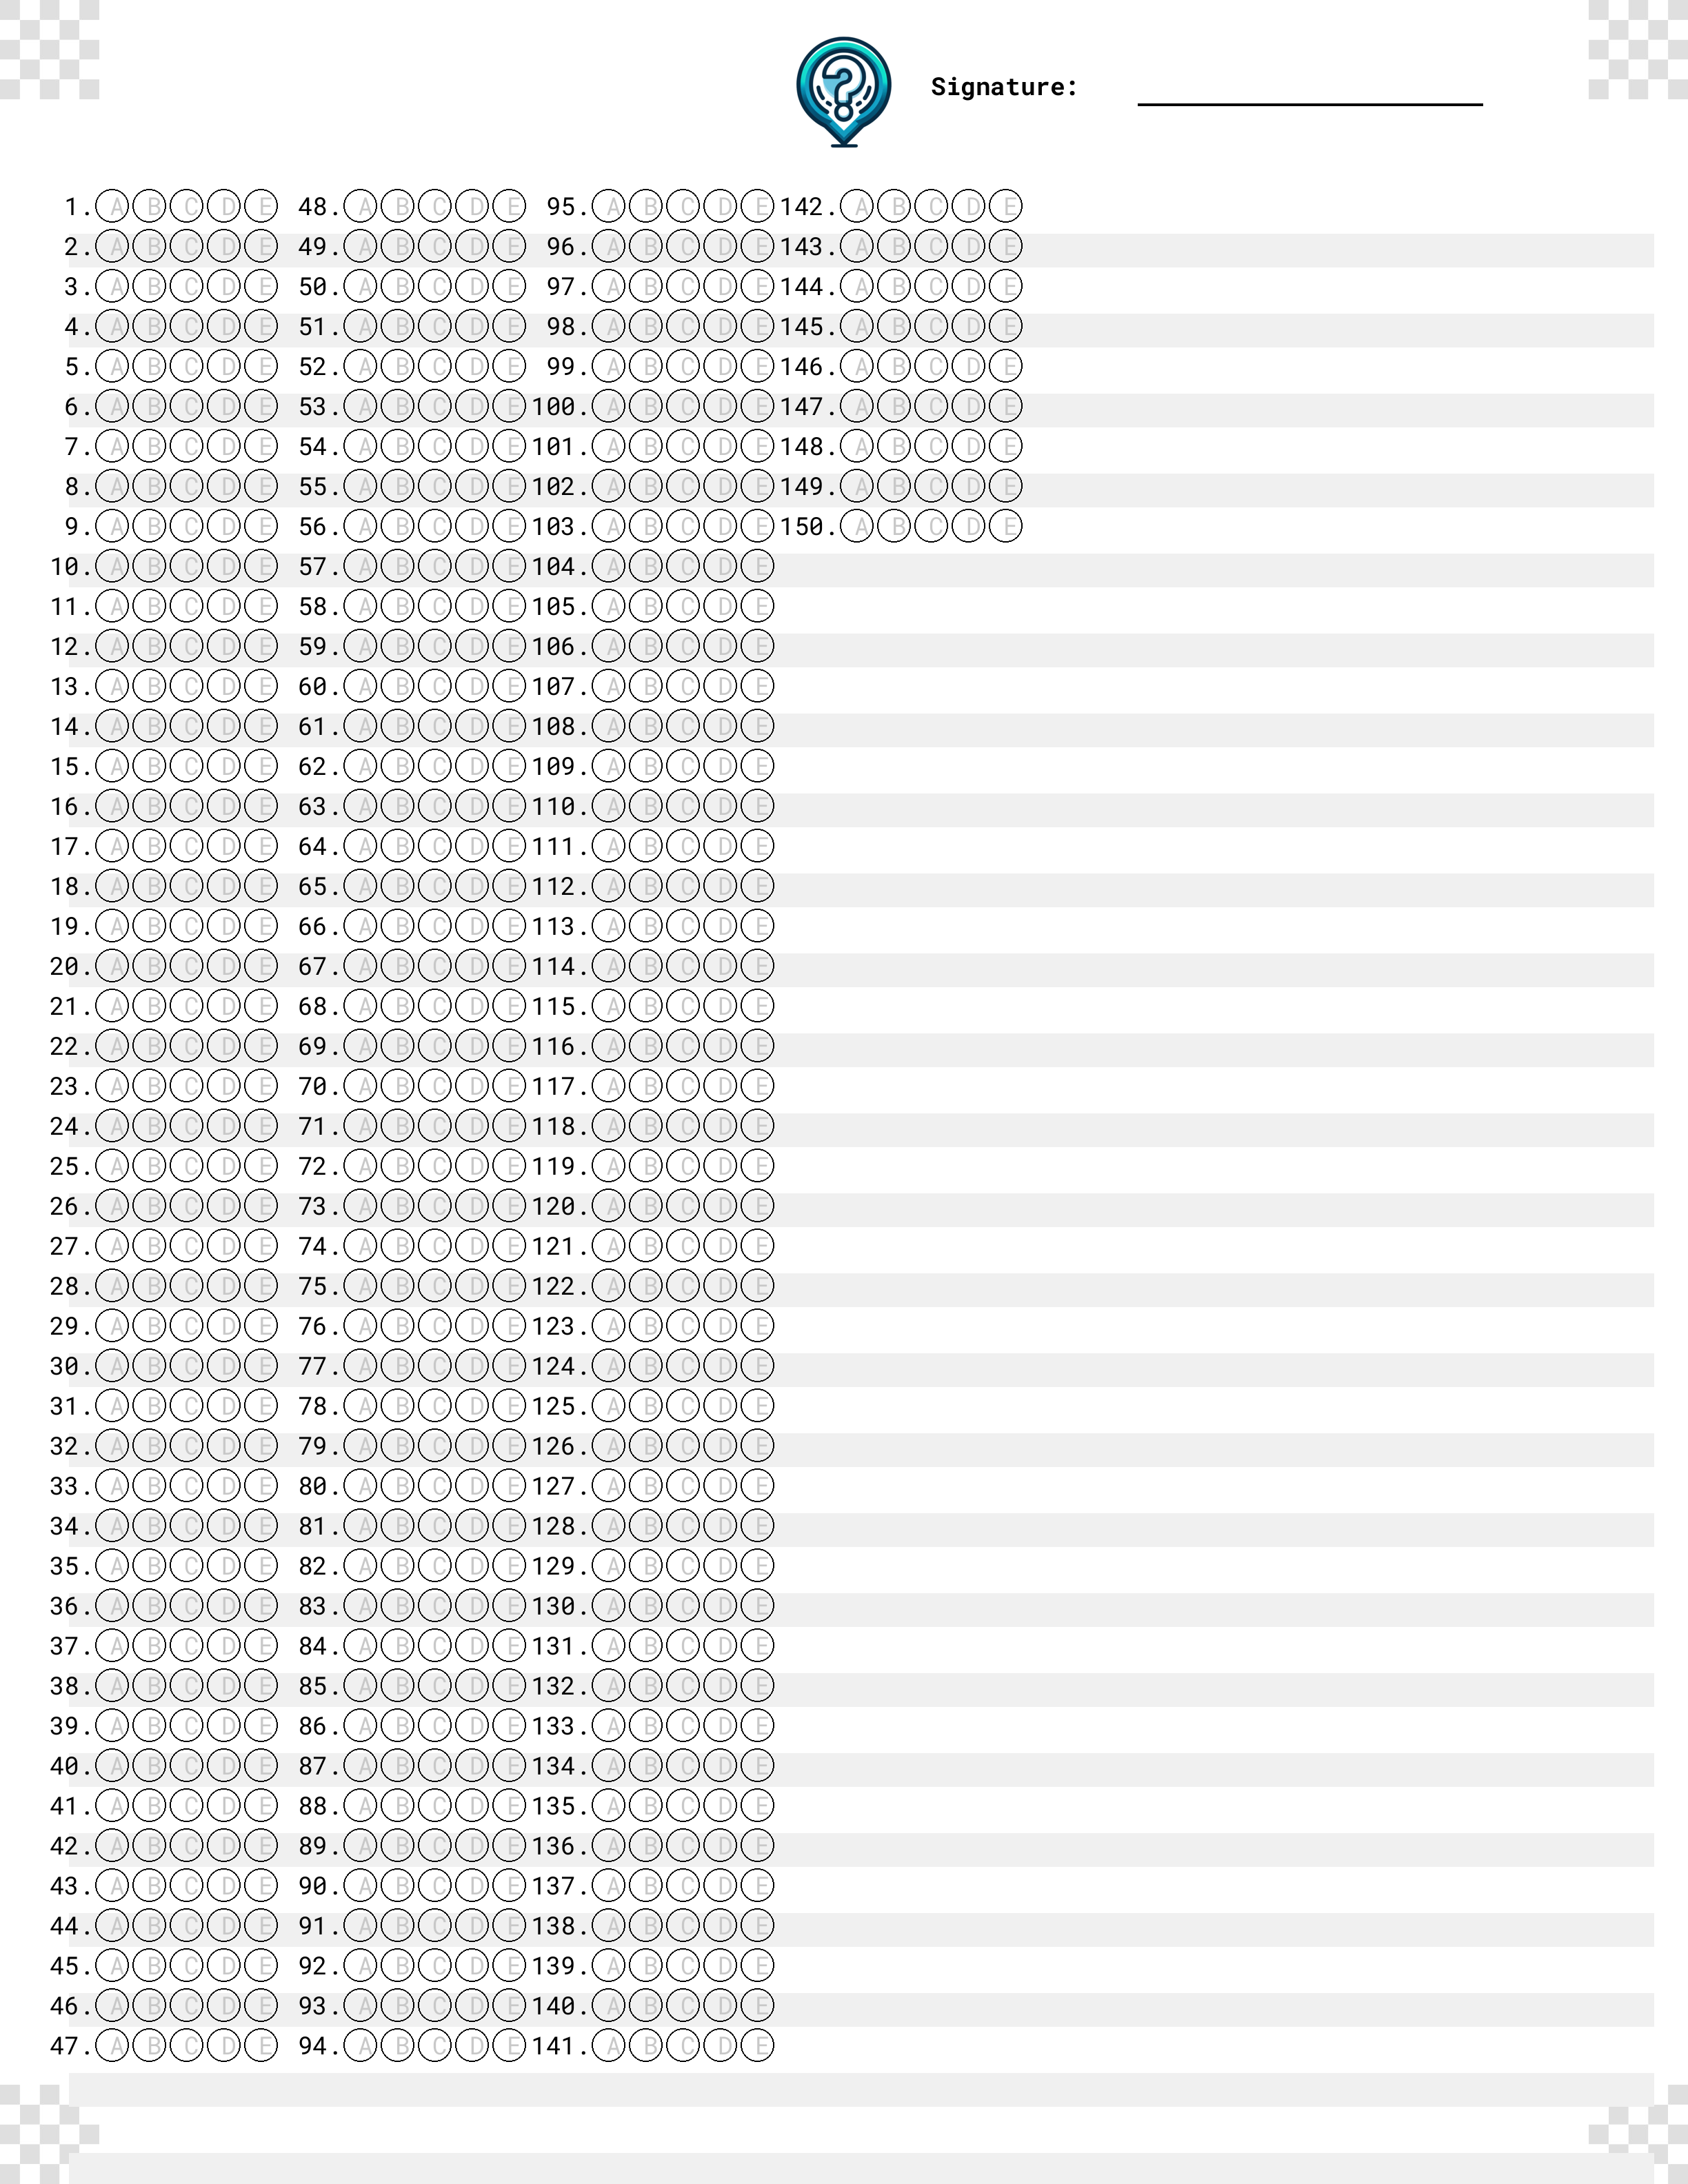 ?
Signature:
1. A B C D E 48. A B C D E 95. A B C D E 142. A B C D E
2. A B C D E 49. A B C D E 96. A B C D E 143. A B C D E
3. A B C D E 50. A B C D E 97. A B C D E 144. A B C D E
4. A B C D E 51. A B C D E 98. A B C D E 145. A B C D E
5. A B C D E 52. A B C D E 99. A B C D E 146. A B C D E
6. A B C D E 53. A B C D E 100. A B C D E 147. A B C D E
7. A B C D E 54. A B C D E 101. A B C D E 148. A B C D E
8. A B C D E 55. A B C D E 102. A B C D E 149. A B C D E
9. A B C D E 56. A B C D E 103. A B C D E 150. A B C D E
10. A B C D E 57. A B C D E 104. A B C D E
11. A B C D E 58. A B C D E 105. A B C D E
12. A B C D E 59. A B C D E 106. A B C D E
13. A B C D E 60. A B C D E 107. A B C D E
14. A B C D E 61. A B C D E 108. A B C D E
15. A B C D E 62. A B C D E 109. A B C D E
16. A B C D E 63. A B C D E 110. A B C D E
17. A B C D E 64. A B C D E 111. A B C D E
18. A B C D E 65. A B C D E 112. A B C D E
19. A B C D E 66. A B C D E 113. A B C D E
20. A B C D E 67. A B C D E 114. A B C D E
21. A B C D E 68. A B C D E 115. A B C D E
22. A B C D E 69. A B C D E 116. A B C D E
23. A B C D E 70. A B C D E 117. A B C D E
24. A B C D E 71. A B C D E 118. A B C D E
25. A B C D E 72. A B C D E 119. A B C D E
26. A B C D E 73. A B C D E 120. A B C D E
27. A B C D E 74. A B C D E 121. A B C D E
28. A B C D E 75. A B C D E 122. A B C D E
29. A B C D E 76. A B C D E 123. A B C D E
30. A B C D E 77. A B C D E 124. A B C D E
31. A B C D E 78. A B C D E 125. A B C D E
32. A B C D E 79. A B C D E 126. A B C D E
33. A B C D E 80. A B C D E 127. A B C D E
34. A B C D E 81. A B C D E 128. A B C D E
35. A B C D E 82. A B C D E 129. A B C D E
36. A B C D E 83. A B C D E 130. A B C D E
37. A B C D E 84. A B C D E 131. A B C D E
38. A B C D E 85. A B C D E 132. A B C D E
39. A B C D E 86. A B C D E 133. A B C D E
40. A B C D E 87. A B C D E 134. A B C D E
41. A B C D E 88. A B C D E 135. A B C D E
42. A B C D E 89. A B C D E 136. A B C D E
43. A B C D E 90. A B C D E 137. A B C D E
44. A B C D E 91. A B C D E 138. A B C D E
45. A B C D E 92. A B C D E 139. A B C D E
46. A B C D E 93. A B C D E 140. A B C D E
47. A B C D E 94. A B C D E 141. A B C D E